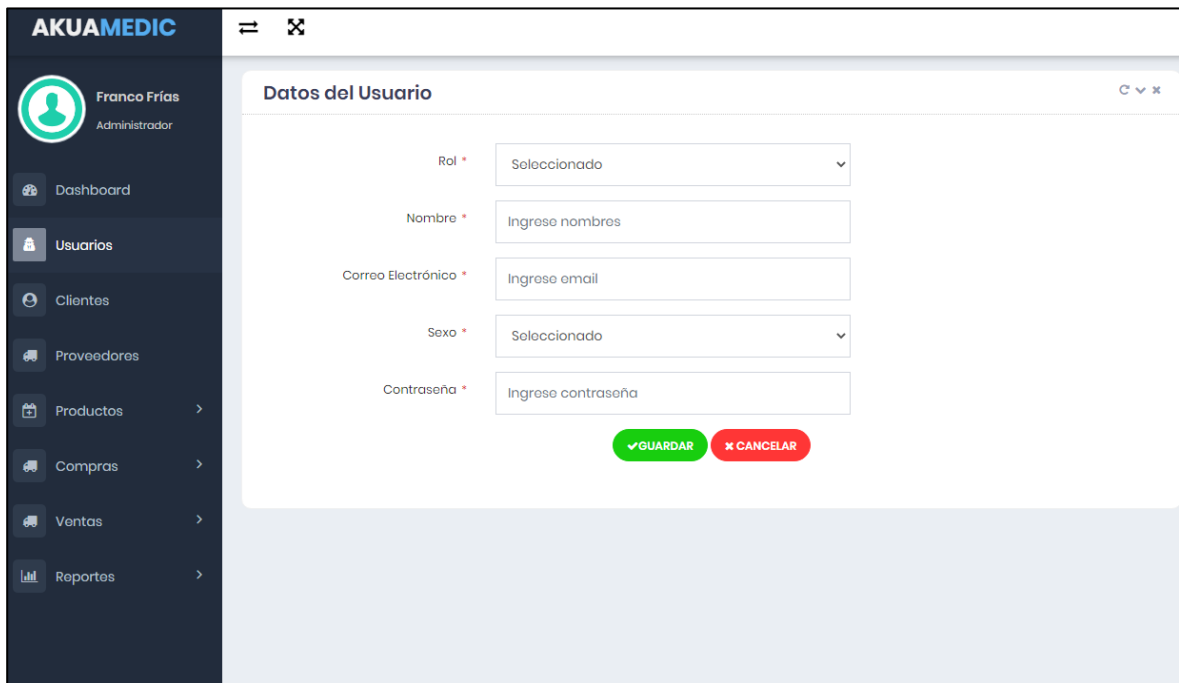 AKUAMEDIC
Franco Frías
Administrador
Dashboard
Usuarios
Clientes
Proveedores
Productos
Compras
Ventas
Reportes
Datos del Usuario
Rol *
Seleccionado
Nombre *
Ingrese nombres
Correo Electrónico *
Ingrese email
Sexo *
Seleccionado
Contraseña *
Ingrese contraseña
GUARDAR
CANCELAR